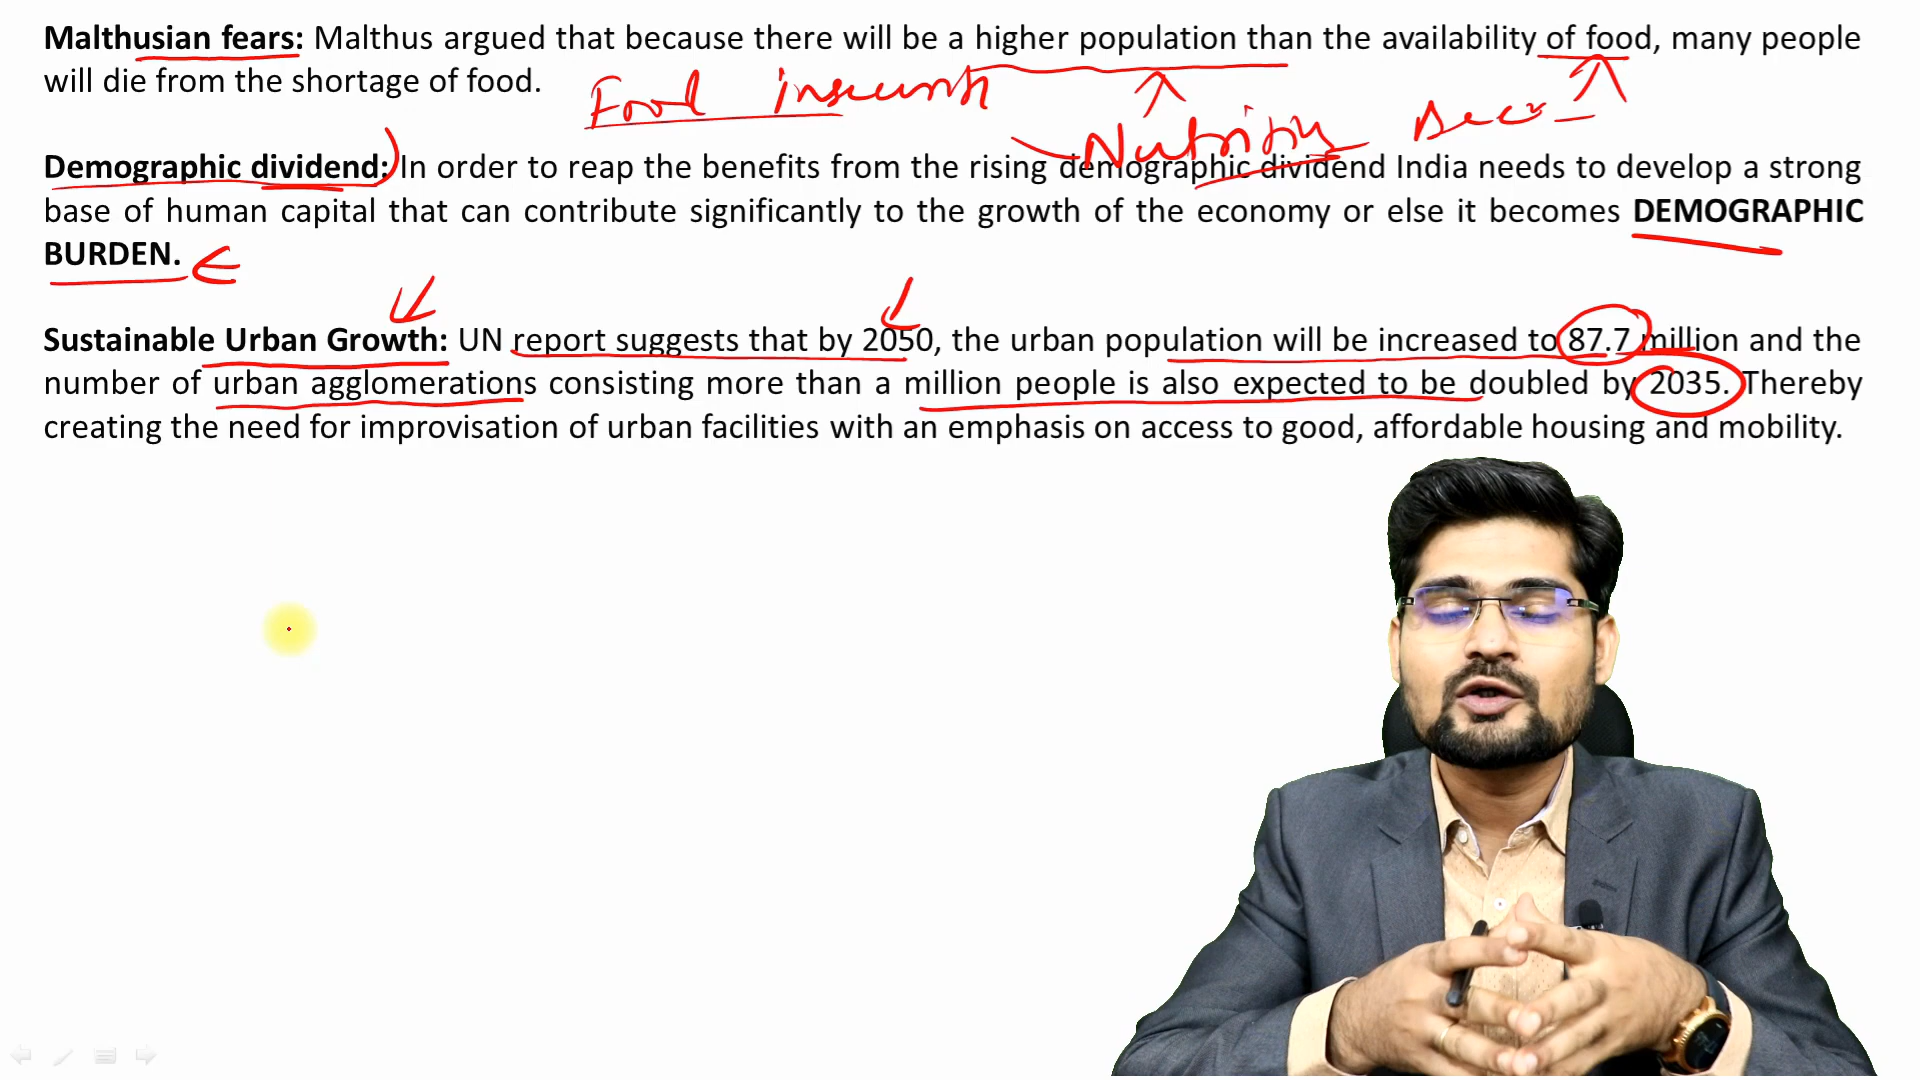 Malthusian fears: Malthus argued that because there will be a higher population than the availability of food, many people
will die from the shortage of food.
Food
Demographic dividend: In order to reap the benefits from the rising demographic dividend India needs to develop a strong
base of human capital that can contribute significantly to the growth of the economy or else it becomes DEMOGRAPHIC
BURDEN.
Sustainable Urban Growth: UN report suggests that by 2050, the urban population will be increased to 87.7 million and the
number of urban agglomerations consisting more than a million people is also expected to be doubled by 2035. Thereby
creating the need for improvisation of urban facilities with an emphasis on access to good, affordable housing and mobility.